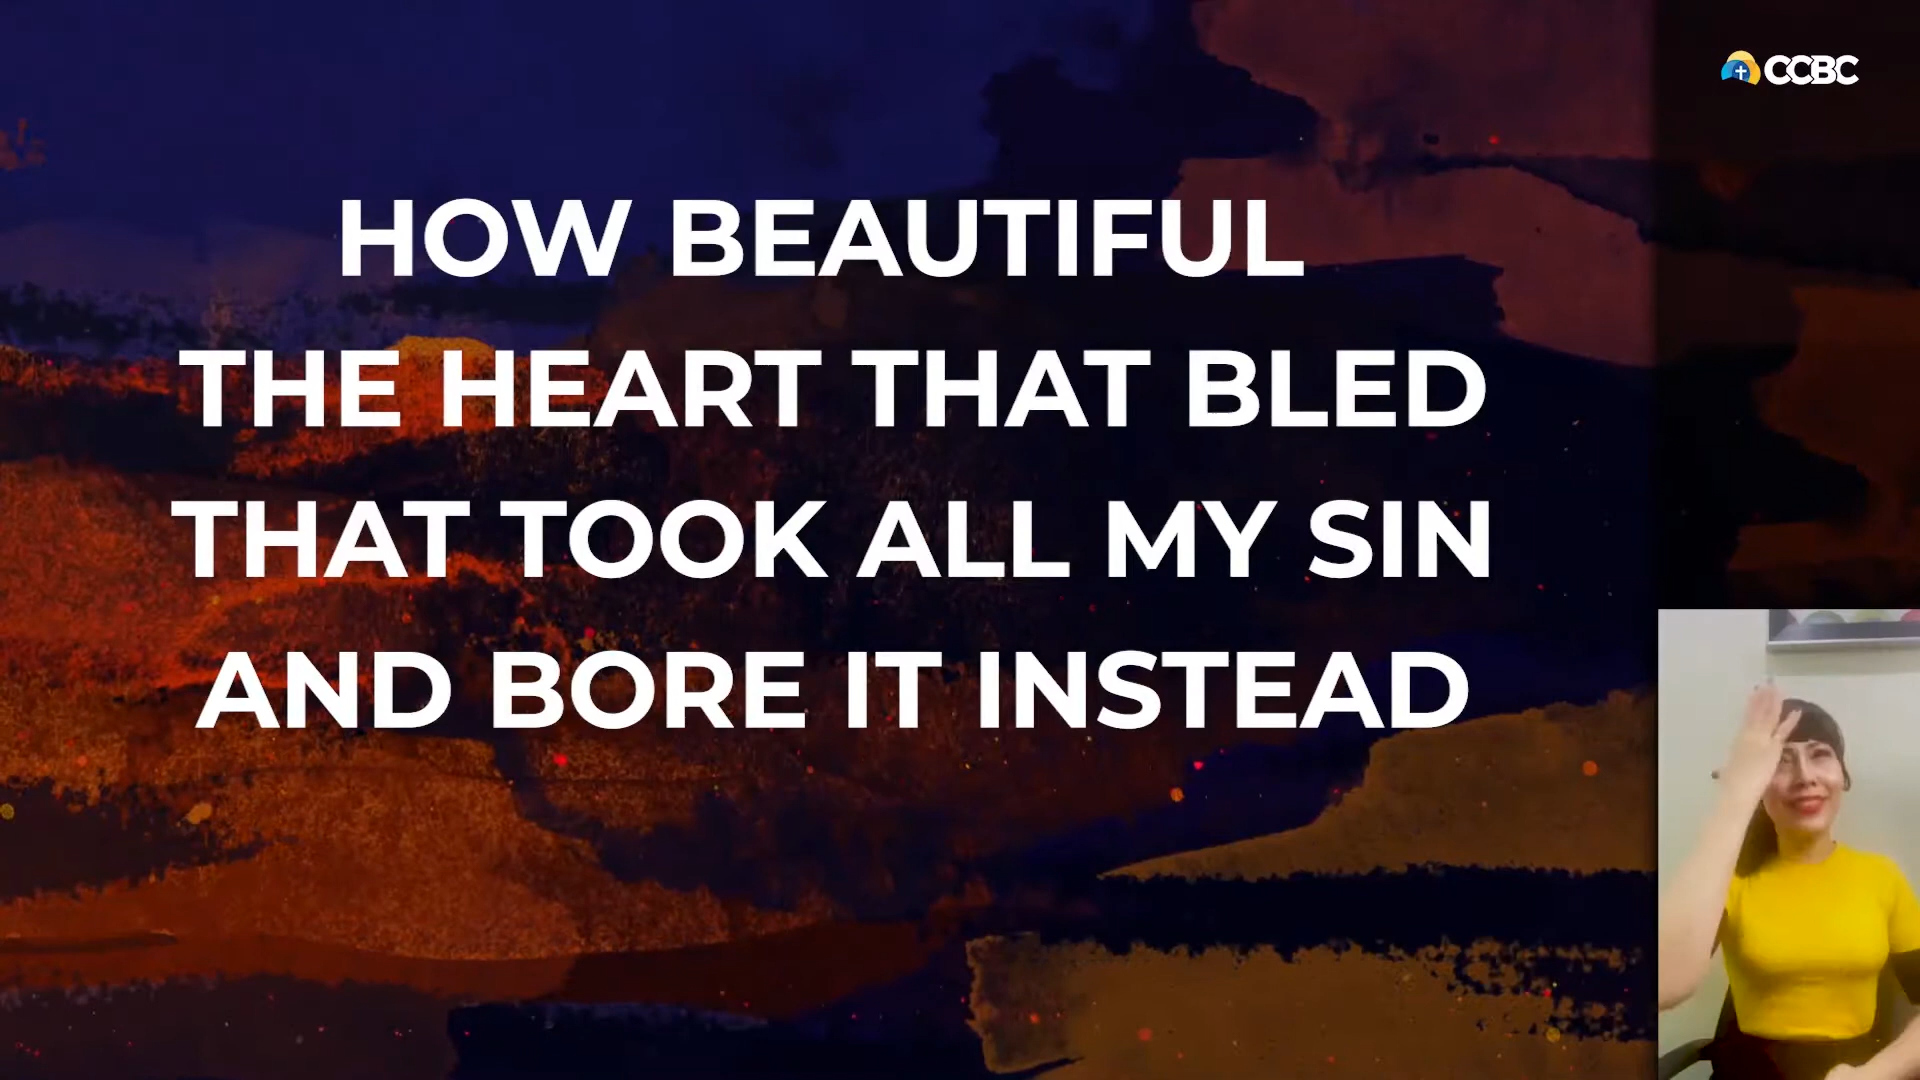 CCBC
HOW BEAUTIFUL
THE HEART THAT BLED
THAT TOOK ALL MY SIN
AND BORE IT INSTEAD